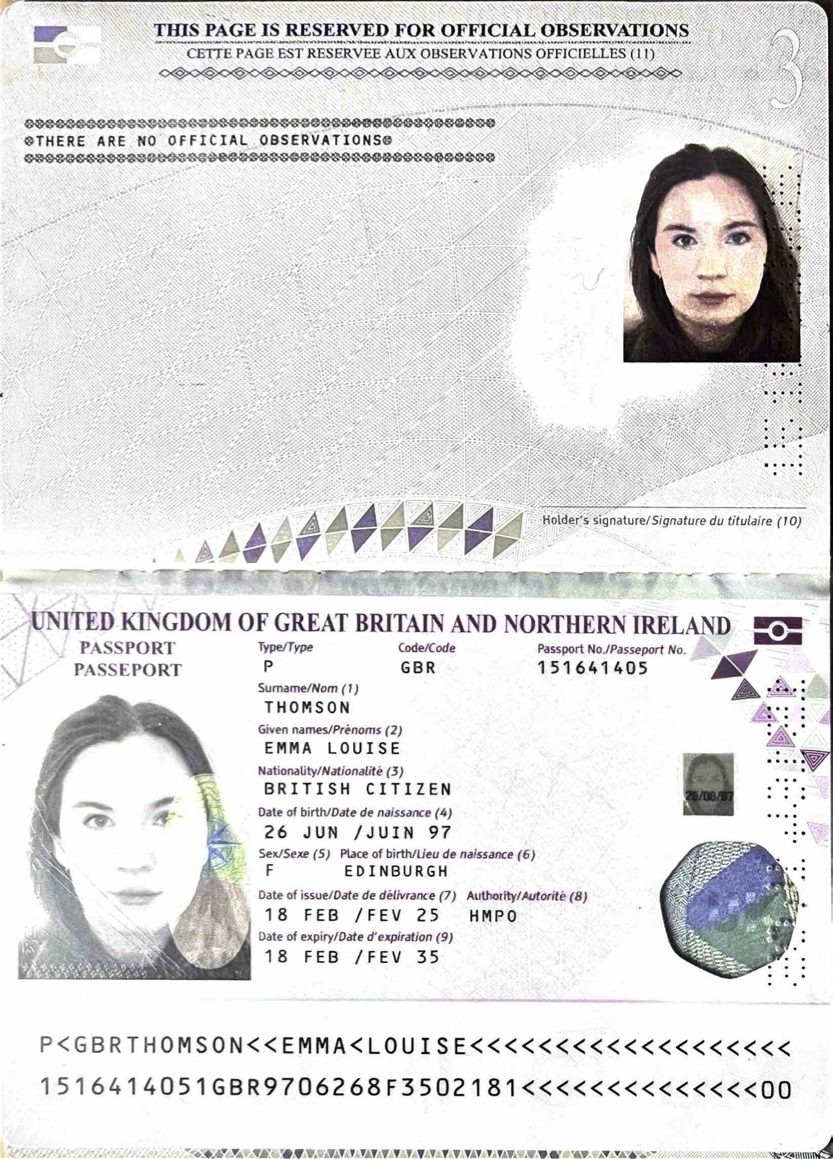 THIS PAGE IS RESERVED FOR OFFICIAL OBSERVATIONS
CETTE PAGE EST RESERVEE AUX OBSERVATIONS OFFICIELLES (11)
3
THERE ARE NO OFFICIAL OBSERVATIONS
Holder's signature/Signature du titulaire (10)
UNITED KINGDOM OF GREAT BRITAIN AND NORTHERN IRELAND
PASSPORT
PASSEPORT
Type/Type Code/Code Passport No./Passeport No.
P GBR 151641405
Surname/Nom (1)
THOMSON
Given names/Prénoms (2)
EMMA LOUISE
Nationality/Nationalité (3)
BRITISH CITIZEN
Date of birth/Date de naissance (4)
26 JUN /JUIN 97
Sex/Sexe (5) Place of birth/Lieu de naissance (6)
F EDINBURGH
Date of issue/Date de délivrance (7) Authority/Autorité (8)
18 FEB /FEV 25 HMPO
Date of expiry/Date d'expiration (9)
18 FEB /FEV 35
P<GBRTHOMSON<<EMMA<LOUISE<<<<<<<<<<<<<<<<<<<
1516414051GBR9706268F3502181<<<<<<<<<<<<<<00